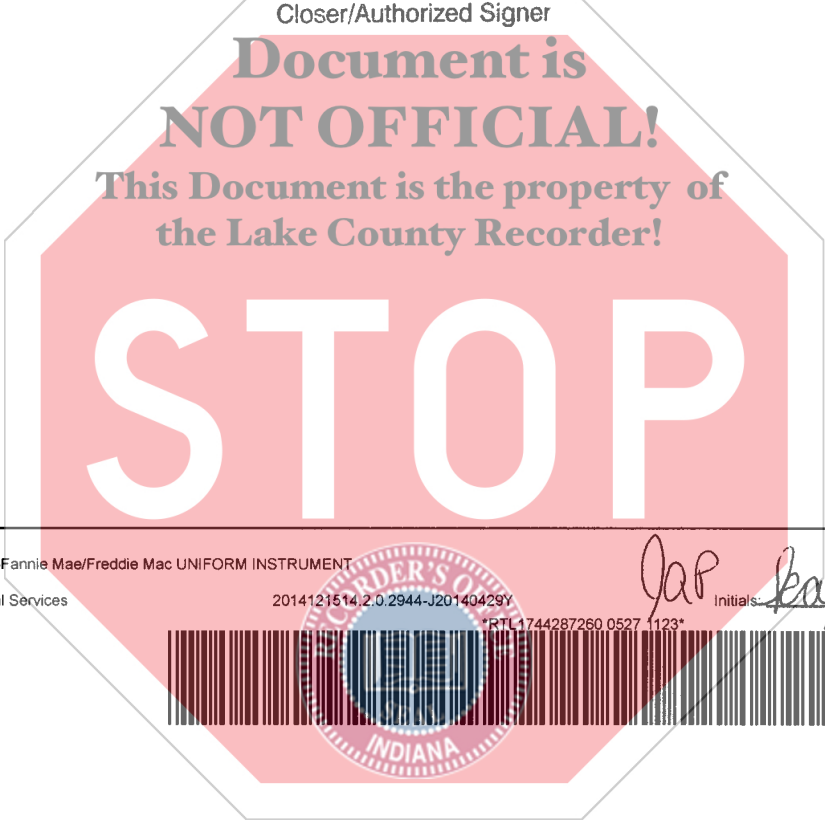 Closer/Authorized Signer
Document is
NOT OFFICIAL!
This Document is the property of
the Lake County Recorder!
STOP
Fannie Mae/Freddie Mac UNIFORM INSTRUMENT
l Services 2014121514.2.0.2944-J20140429Y Initials:
*RTL1744287260 0527 1123*
RECORDER'S OFFICE
SEAL
INDIANA